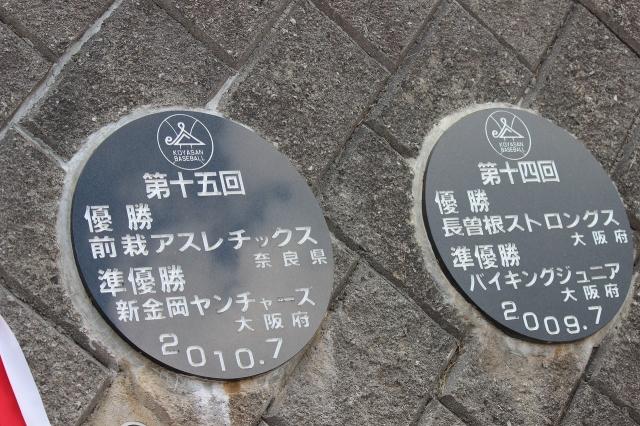 KOYASAN
BASEBALL
第十五回
優勝
前栽アスレチックス
奈良県
準優勝
新金岡ヤンチャーズ
大阪府
2010.7
KOYASAN
BASEBALL
第十四回
優勝
長曽根ストロングス
大阪府
準優勝
バイキングジュニア
大阪府
2009.7